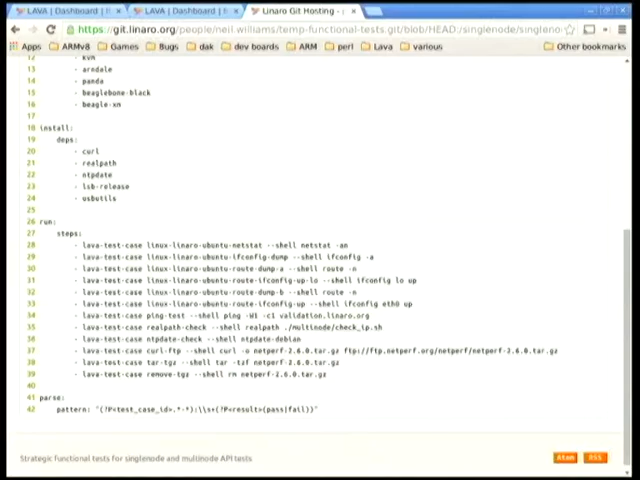 LAVA | Dashboard |
LAVA | Dashboard |
Linaro Git Hosting -
https://git.linaro.org/people/neil.williams/temp-functional-tests.git/blob/HEAD:/singlenode/singleno
Apps ARMv8 Games Bugs dak dev boards ARM perl Lava various Other bookmarks
12 - kvm
13 - arndale
14 - panda
15 - beaglebone-black
16 - beagle-xm
17
18 install:
19 deps:
20 - curl
21 - realpath
22 - ntpdate
23 - lsb-release
24 - usbutils
25
26 run:
27 steps:
28 - lava-test-case linux-linaro-ubuntu-netstat --shell netstat -an
29 - lava-test-case linux-linaro-ubuntu-ifconfig-dump --shell ifconfig -a
30 - lava-test-case linux-linaro-ubuntu-route-dump-a --shell route -n
31 - lava-test-case linux-linaro-ubuntu-route-ifconfig-up-lo --shell ifconfig lo up
32 - lava-test-case linux-linaro-ubuntu-route-dump-b --shell route -n
33 - lava-test-case linux-linaro-ubuntu-route-ifconfig-up --shell ifconfig eth0 up
34 - lava-test-case ping-test --shell ping -W1 -c1 validation.linaro.org
35 - lava-test-case realpath-check --shell realpath ./multinode/check_ip.sh
36 - lava-test-case ntpdate-check --shell ntpdate-debian
37 - lava-test-case curl-ftp --shell curl -o netperf-2.6.0.tar.gz ftp://ftp.netperf.org/netperf/netperf-2.6.0.tar.gz
38 - lava-test-case tar-tgz --shell tar -tzf netperf-2.6.0.tar.gz
39 - lava-test-case remove-tgz --shell rm netperf-2.6.0.tar.gz
40
41 parse:
42 pattern: "(?P<test_case_id>.*-*):\\s+(?P<result>(pass|fail))"
Strategic functional tests for singlenode and multinode API tests
Atom RSS